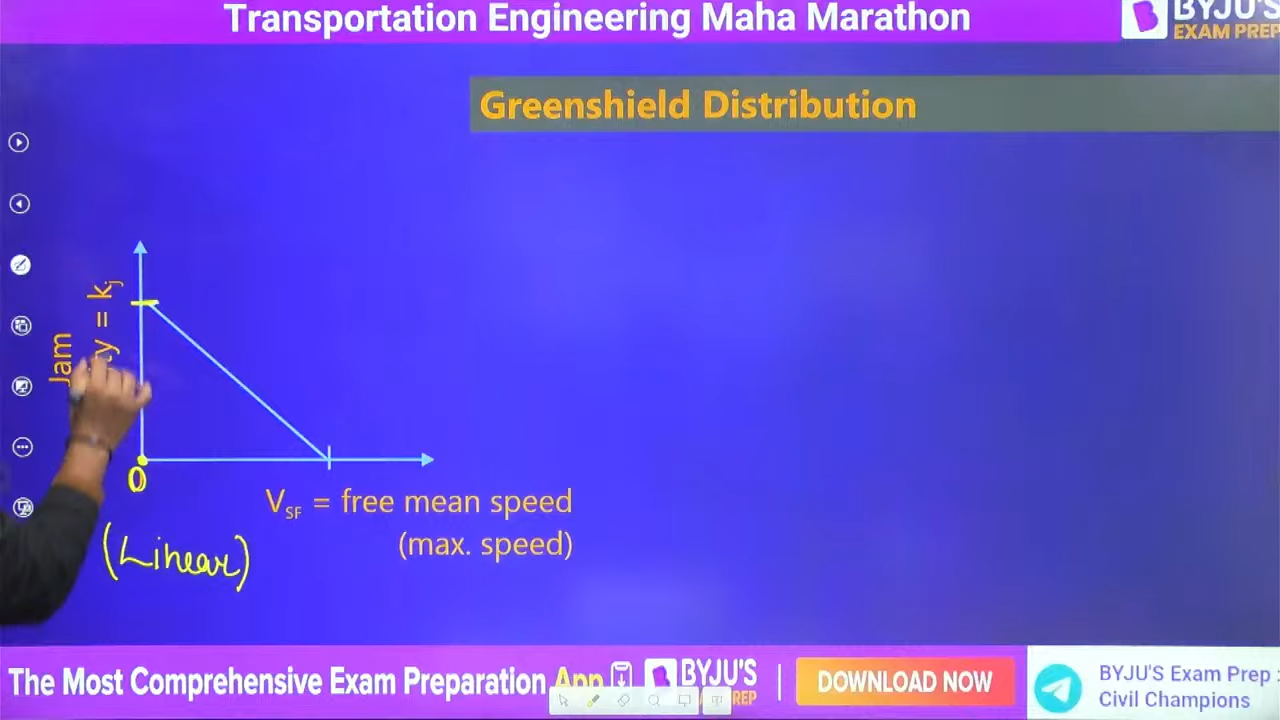 Transportation Engineering Maha Marathon
BYJU'S
EXAM PREP
Greenshield Distribution
Jam
= kj
0
VSF = free mean speed
(max. speed)
(Linear)
The Most Comprehensive Exam Preparation App
BYJU'S
DOWNLOAD NOW
BYJU'S Exam Prep :
Civil Champions